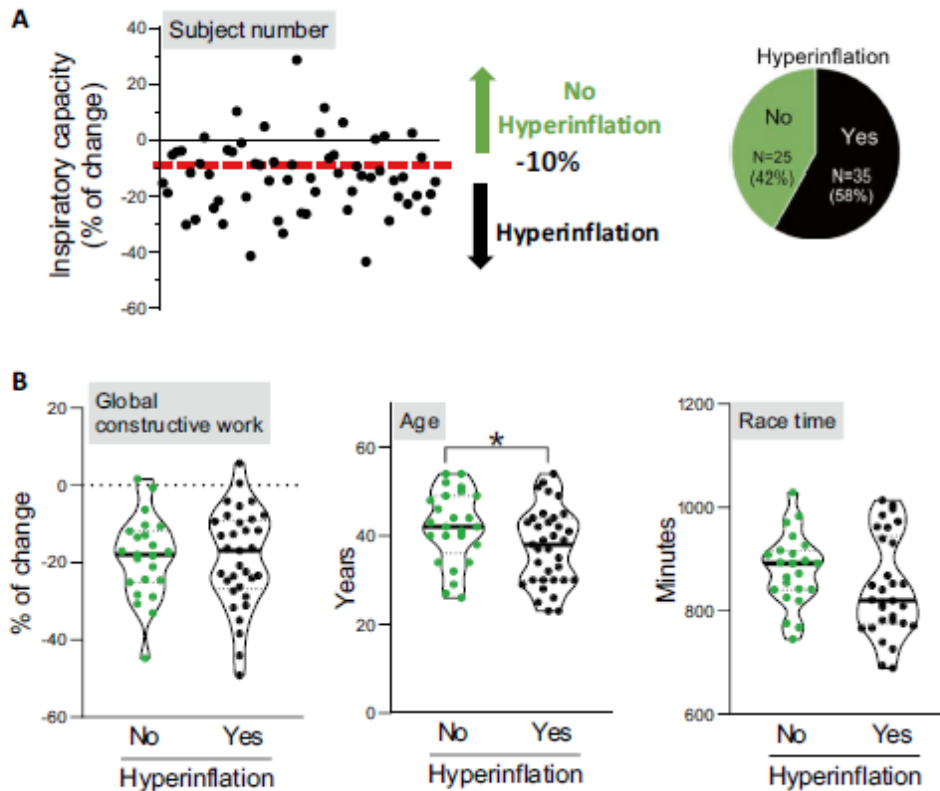 A
Subject number
Inspiratory capacity
(% of change)
40
20
0
-20
-40
-60
No
Hyperinflation
-10%
Hyperinflation
Hyperinflation
No
N=25
(42%)
Yes
N=35
(58%)
B
Global
constructive work
% of change
20
0
-20
-40
-60
No Yes
Hyperinflation
Age
*
Years
60
40
20
0
No Yes
Hyperinflation
Race time
Minutes
1200
1000
800
600
No Yes
Hyperinflation